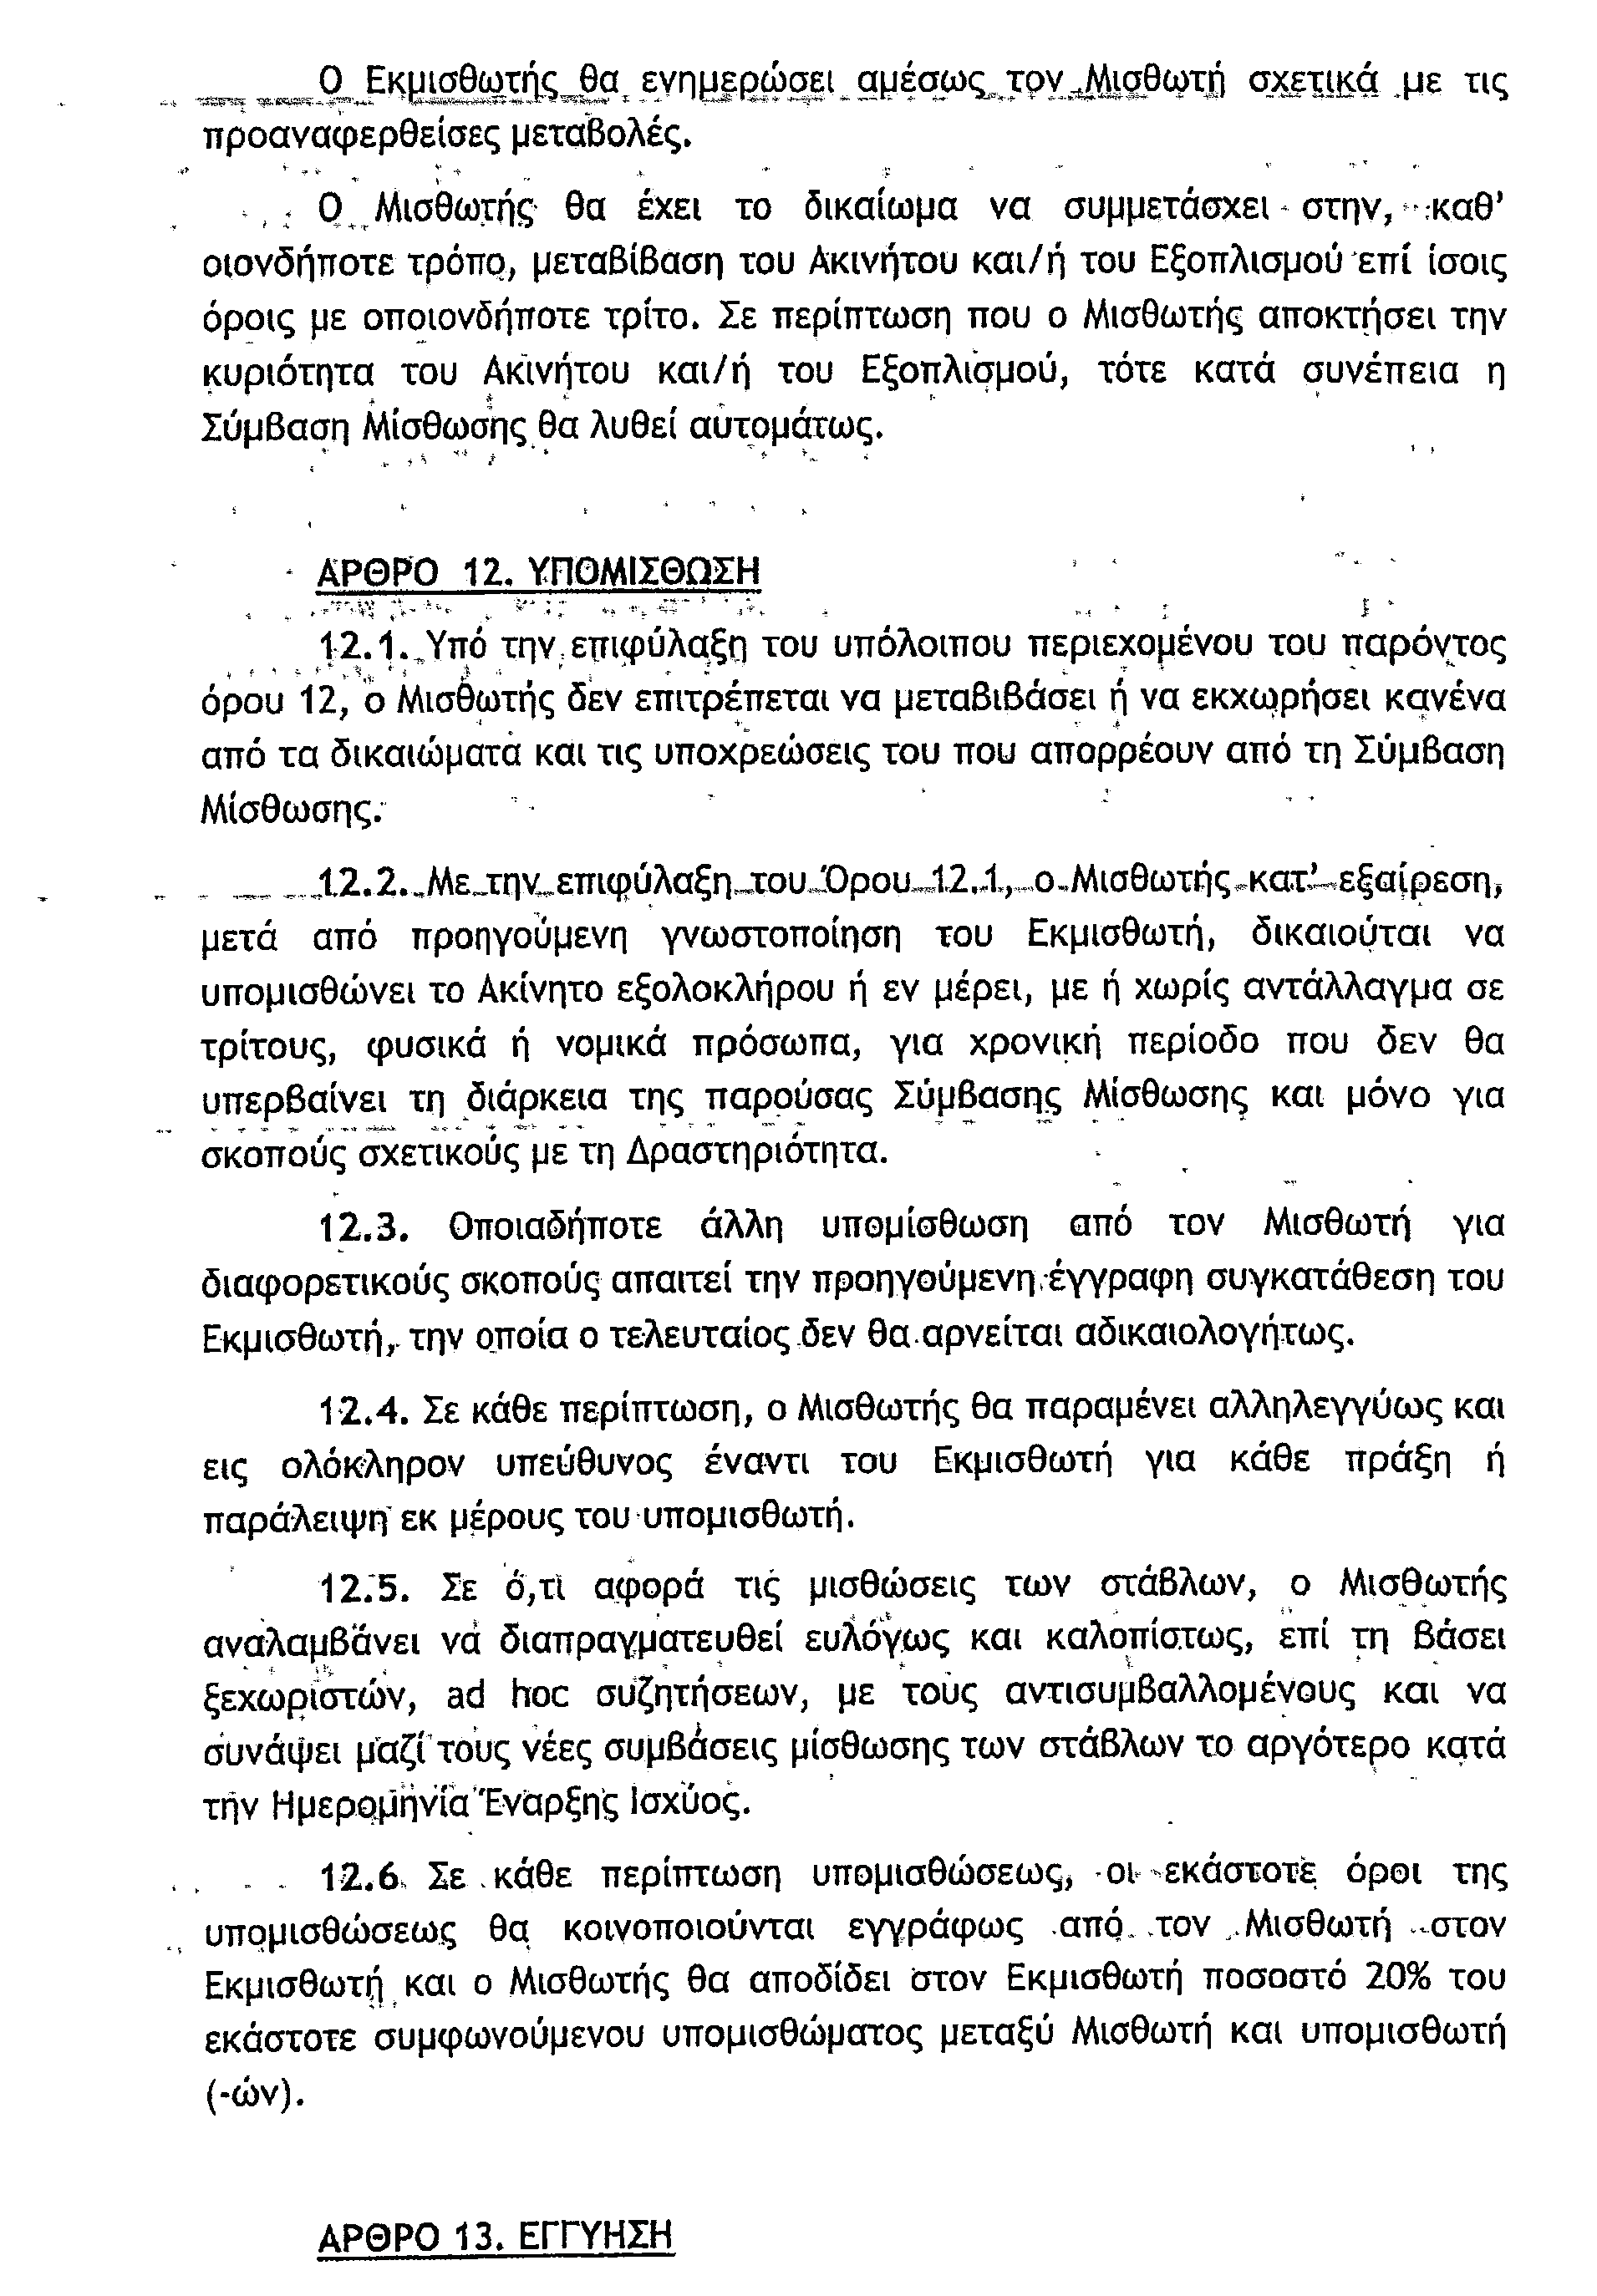 Ο Εκμισθωτής θα ενημερώσει αμέσως τον Μισθωτή σχετικά με τις
προαναφερθείσες μεταβολές.
Ο Μισθωτής θα έχει το δικαίωμα να συμμετάσχει στην, καθ’
οιονδήποτε τρόπο, μεταβίβαση του Ακινήτου και/ή του Εξοπλισμού επί ίσοις
όροις με οποιονδήποτε τρίτο. Σε περίπτωση που ο Μισθωτής αποκτήσει την
κυριότητα του Ακινήτου και/ή του Εξοπλισμού, τότε κατά συνέπεια η
Σύμβαση Μίσθωσης θα λυθεί αυτομάτως.
ΑΡΘΡΟ 12. ΥΠΟΜΙΣΘΩΣΗ
12.1. Υπό την επιφύλαξη του υπόλοιπου περιεχομένου του παρόντος
όρου 12, ο Μισθωτής δεν επιτρέπεται να μεταβιβάσει ή να εκχωρήσει κανένα
από τα δικαιώματα και τις υποχρεώσεις του που απορρέουν από τη Σύμβαση
Μίσθωσης.
12.2. Με την επιφύλαξη του Όρου 12.1, ο Μισθωτής κατ’ εξαίρεση,
μετά από προηγούμενη γνωστοποίηση του Εκμισθωτή, δικαιούται να
υπομισθώνει το Ακίνητο εξολοκλήρου ή εν μέρει, με ή χωρίς αντάλλαγμα σε
τρίτους, φυσικά ή νομικά πρόσωπα, για χρονική περίοδο που δεν θα
υπερβαίνει τη διάρκεια της παρούσας Σύμβασης Μίσθωσης και μόνο για
σκοπούς σχετικούς με τη Δραστηριότητα.
12.3. Οποιαδήποτε άλλη υπομίσθωση από τον Μισθωτή για
διαφορετικούς σκοπούς απαιτεί την προηγούμενη έγγραφη συγκατάθεση του
Εκμισθωτή, την οποία ο τελευταίος δεν θα αρνείται αδικαιολογήτως.
12.4. Σε κάθε περίπτωση, ο Μισθωτής θα παραμένει αλληλεγγύως και
εις ολόκληρον υπεύθυνος έναντι του Εκμισθωτή για κάθε πράξη ή
παράλειψη εκ μέρους του υπομισθωτή.
12.5. Σε ό,τι αφορά τις μισθώσεις των στάβλων, ο Μισθωτής
αναλαμβάνει να διαπραγματευθεί ευλόγως και καλοπίστως, επί τη βάσει
ξεχωριστών, ad hoc συζητήσεων, με τους αντισυμβαλλομένους και να
συνάψει μαζί τους νέες συμβάσεις μίσθωσης των στάβλων το αργότερο κατά
την Ημερομηνία Έναρξης Ισχύος.
12.6. Σε κάθε περίπτωση υπομισθώσεως, οι εκάστοτε όροι της
υπομισθώσεως θα κοινοποιούνται εγγράφως από τον Μισθωτή στον
Εκμισθωτή και ο Μισθωτής θα αποδίδει στον Εκμισθωτή ποσοστό 20% του
εκάστοτε συμφωνούμενου υπομισθώματος μεταξύ Μισθωτή και υπομισθωτή
(-ών).
ΑΡΘΡΟ 13. ΕΓΓΥΗΣΗ